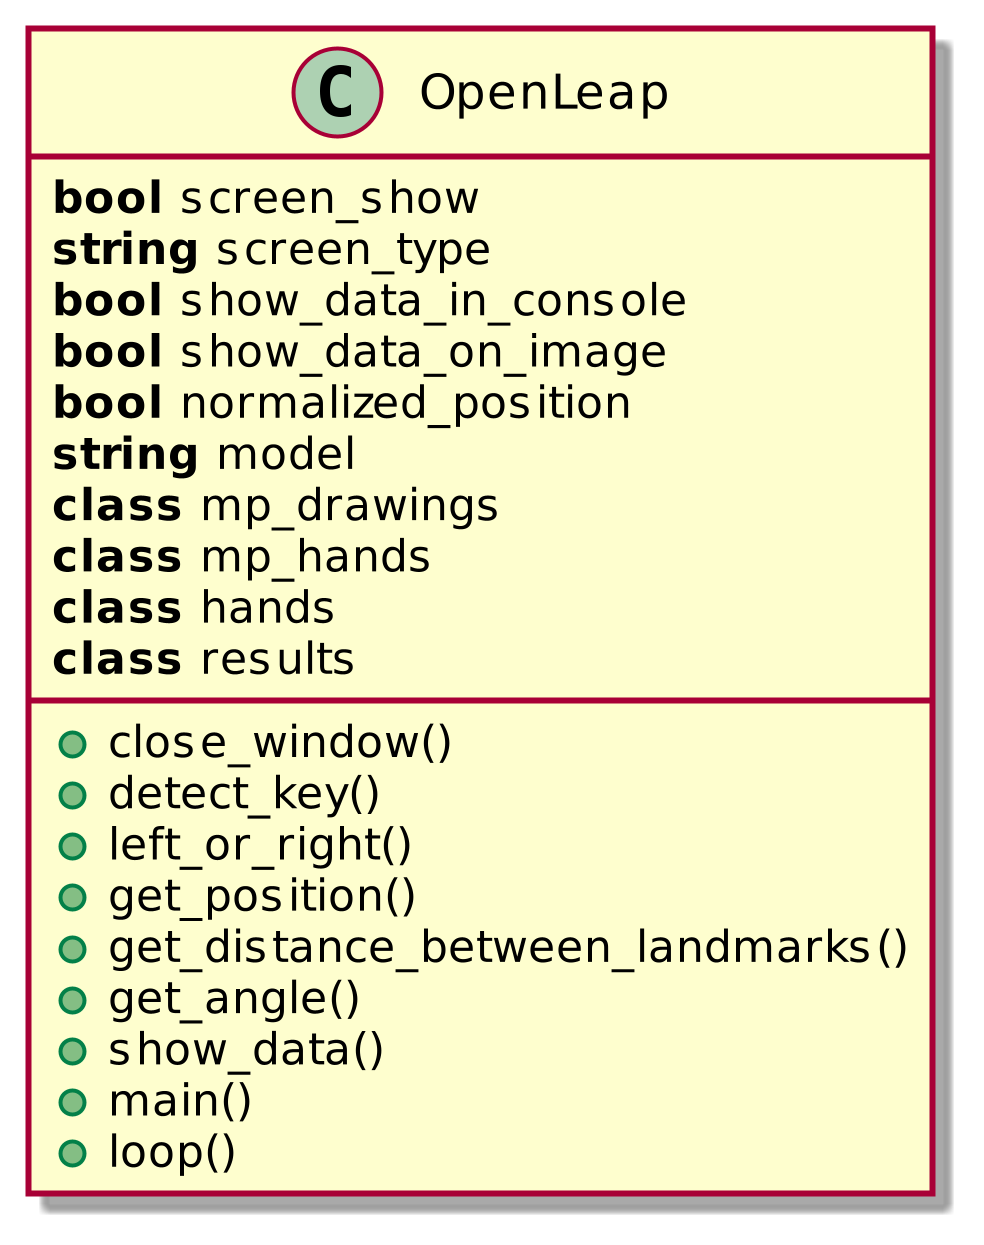 C OpenLeap
bool screen_show
string screen_type
bool show_data_in_console
bool show_data_on_image
bool normalized_position
string model
class mp_drawings
class mp_hands
class hands
class results
close_window()
detect_key()
left_or_right()
get_position()
get_distance_between_landmarks()
get_angle()
show_data()
main()
loop()